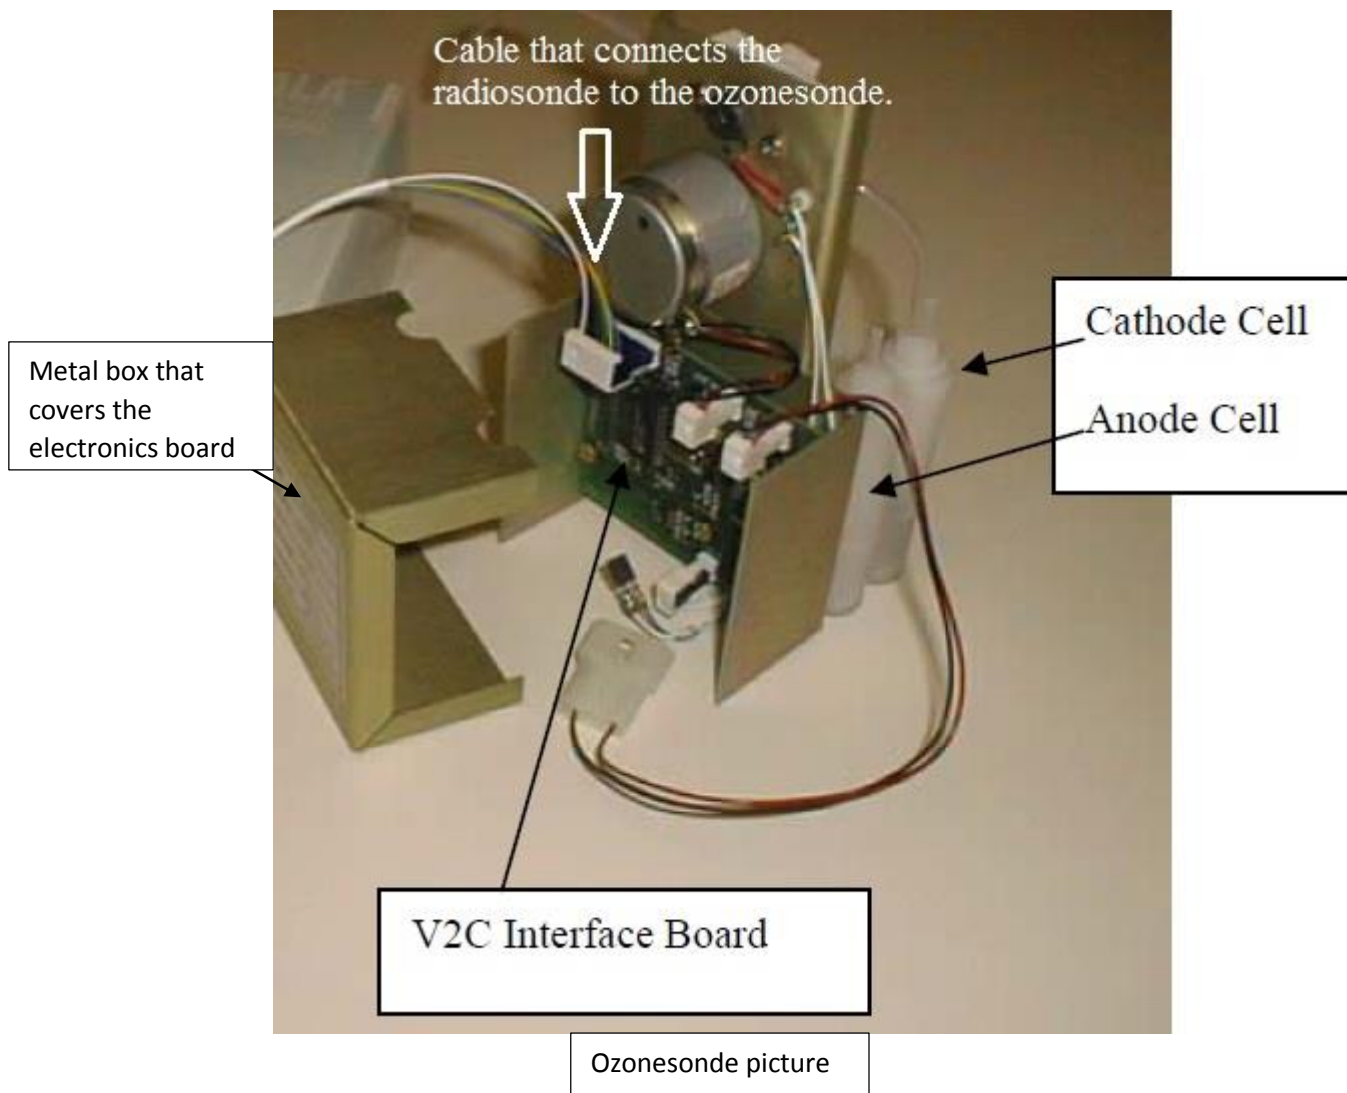 Cable that connects the
radiosonde to the ozonesonde.
Cathode Cell
Anode Cell
Metal box that
covers the
electronics board
V2C Interface Board
Ozonesonde picture